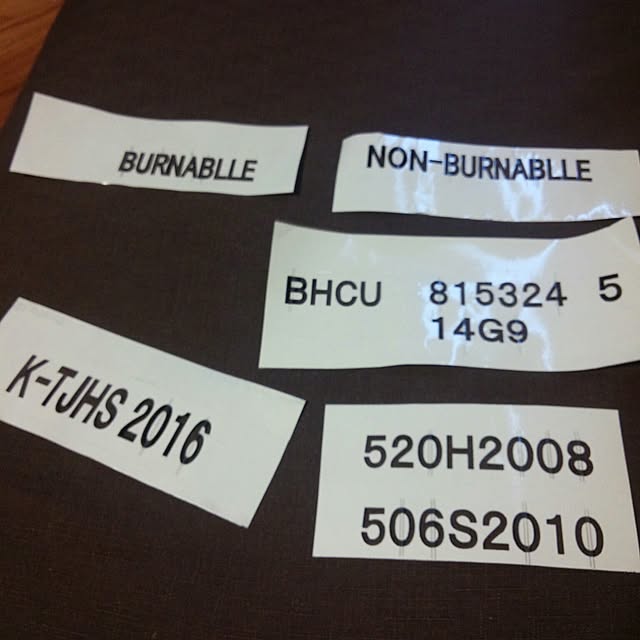 BURNABLLE
NON-BURNABLLE
BHCU 815324 5
14G9
K-TJHS 2016
520H2008
506S2010